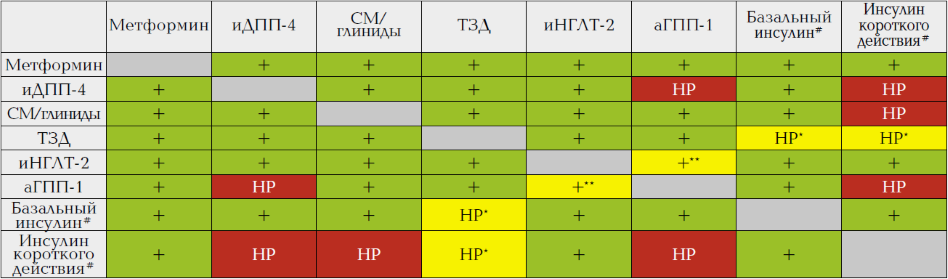 Метформин иДПП-4 СМ/глиниды ТЗД иНГЛТ-2 аГПП-1 Базальный инсулин# Инсулин короткого действия#
Метформин + + + + + + +
иДПП-4 + + + + НР + НР
СМ/глиниды + + + + + + НР
ТЗД + + + + + НР* НР*
иНГЛТ-2 + + + + +** + +
аГПП-1 + НР + + +** + НР
Базальный инсулин# + + + НР* + + +
Инсулин короткого действия# + НР НР НР* + НР +